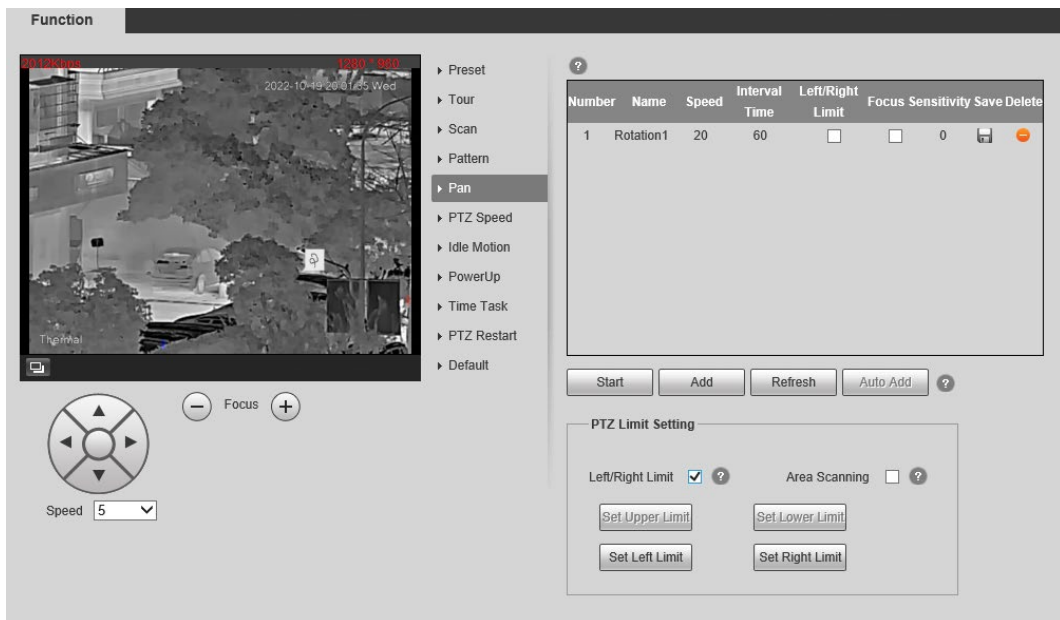 Function
2012Kbps 1280 * 960
2022-10-19 20:01:35 Wed
Thermal
Focus
Speed 5
Preset
Tour
Scan
Pattern
Pan
PTZ Speed
Idle Motion
PowerUp
Time Task
PTZ Restart
Default
Number Name Speed Interval Time Left/Right Limit Focus Sensitivity Save Delete
1 Rotation1 20 60 0
Start Add Refresh Auto Add
PTZ Limit Setting
Left/Right Limit Area Scanning
Set Upper Limit Set Lower Limit
Set Left Limit Set Right Limit